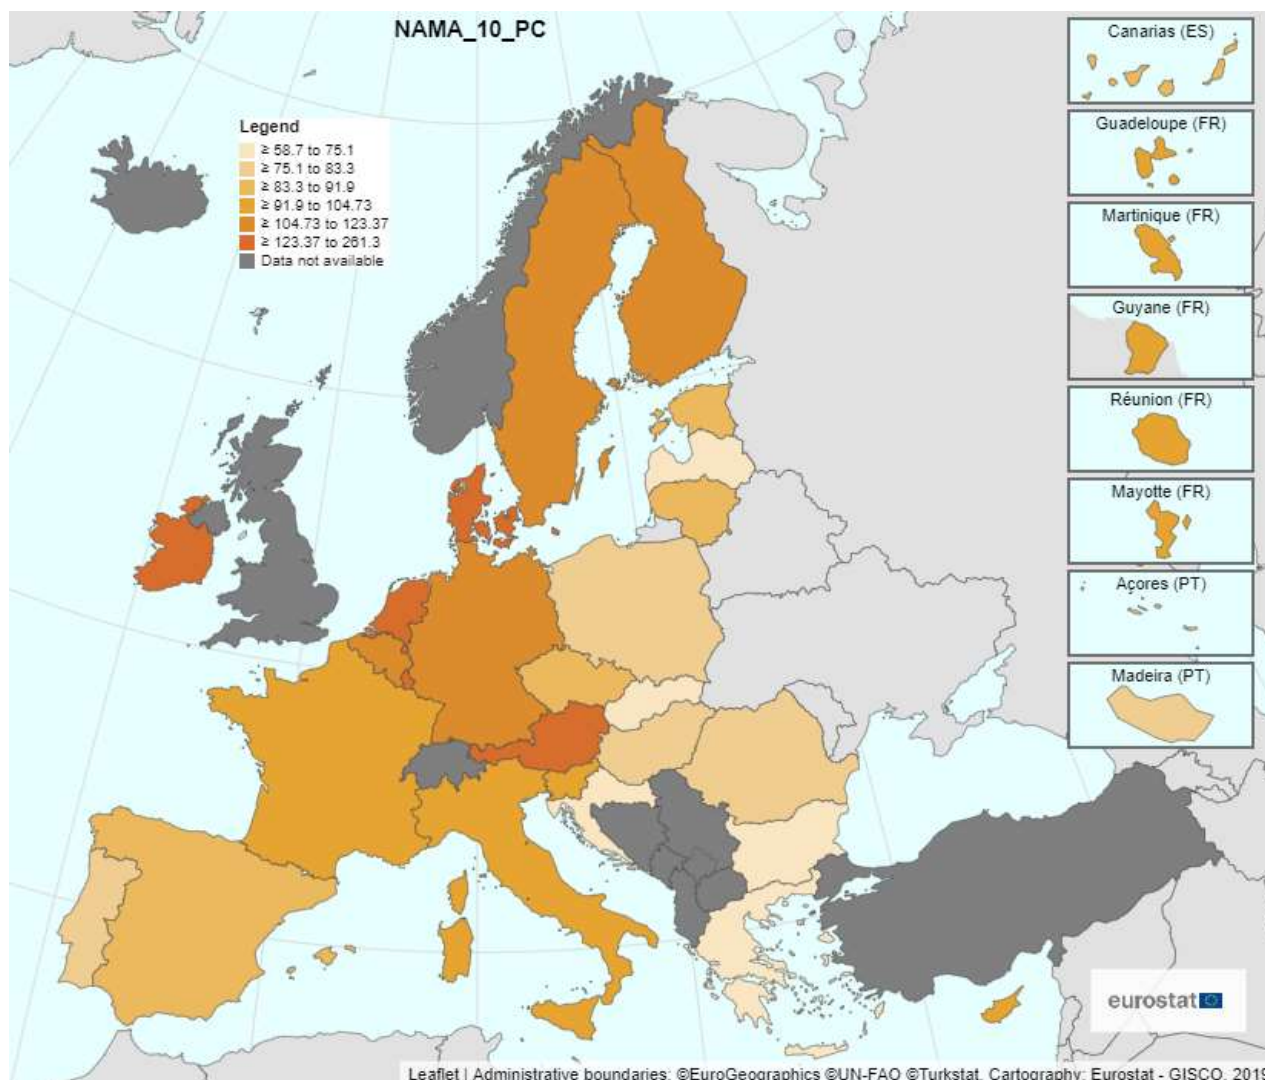 NAMA_10_PC
Legend
≥ 58.7 to 75.1
≥ 75.1 to 83.3
≥ 83.3 to 91.9
≥ 91.9 to 104.73
≥ 104.73 to 123.37
≥ 123.37 to 261.3
Data not available
Canarias (ES)
Guadeloupe (FR)
Martinique (FR)
Guyane (FR)
Réunion (FR)
Mayotte (FR)
Açores (PT)
Madeira (PT)
eurostat
Leaflet | Administrative boundaries: ©EuroGeographics ©UN-FAO ©Turkstat, Cartography: Eurostat - GISCO, 2019